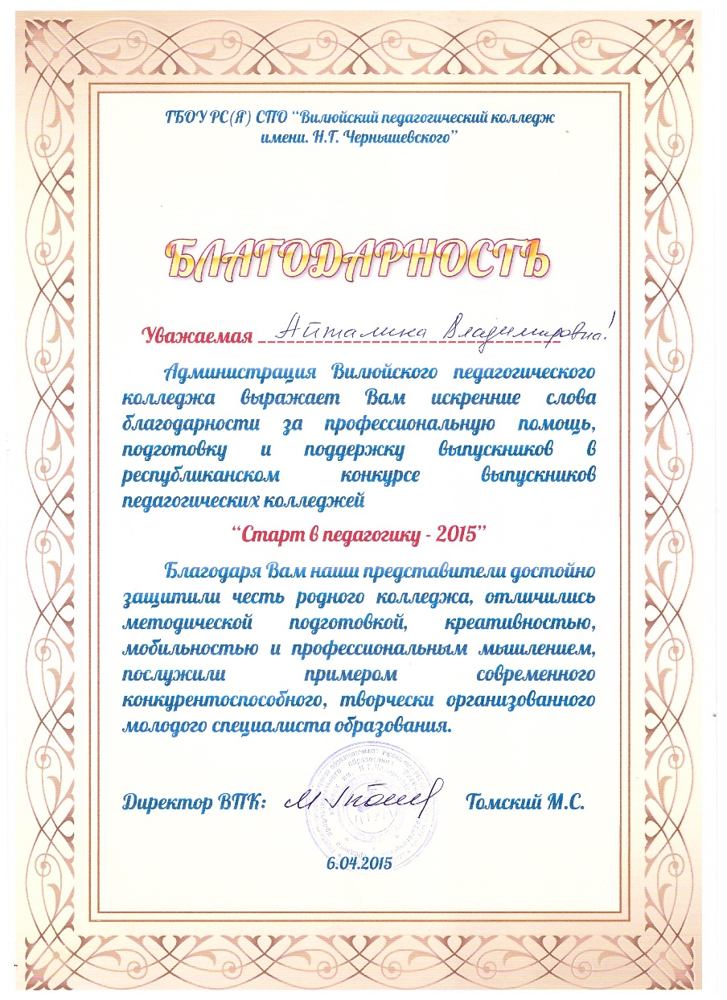 ГБОУ РС(Я) СПО “Вилюйский педагогический колледж
имени. Н.Г. Чернышевского”
БЛАГОДАРНОСТЬ
Уважаемая Айталина Владимировна!
Администрация Вилюйского педагогического
колледжа выражает Вам искренние слова
благодарности за профессиональную помощь,
подготовку и поддержку выпускников в
республиканском конкурсе выпускников
педагогических колледжей
“Старт в педагогику - 2015”
Благодаря Вам наши представители достойно
защитили честь родного колледжа, отличились
методической подготовкой, креативностью,
мобильностью и профессиональным мышлением,
послужили примером современного
конкурентоспособного, творчески организованного
молодого специалиста образования.
Директор ВПК: Томский М.С.
6.04.2015